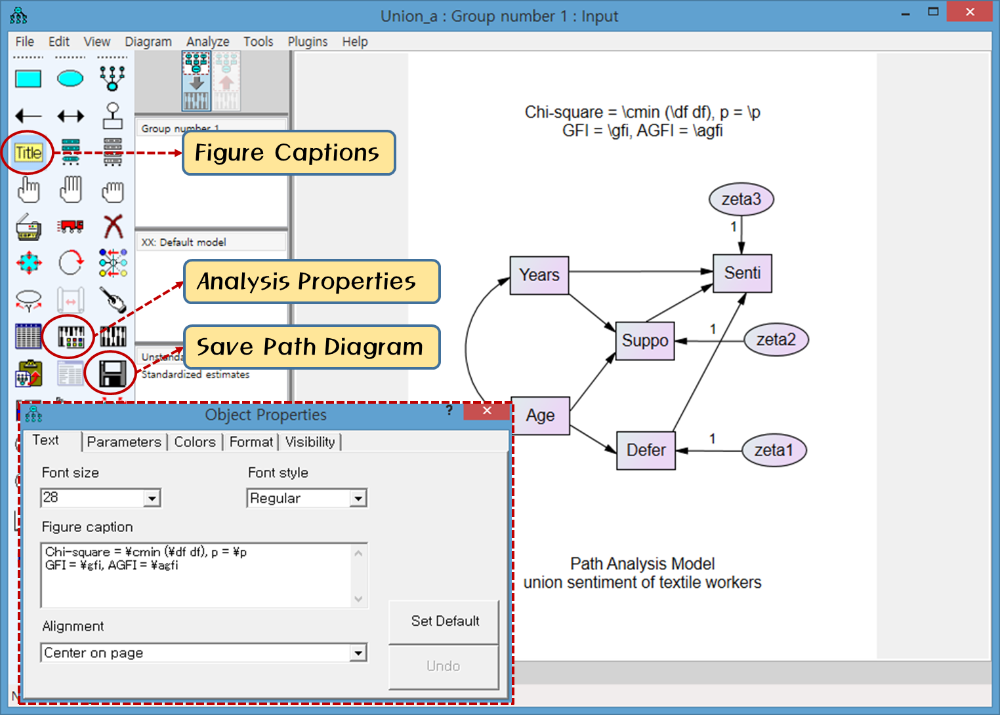 Union_a : Group number 1 : Input
File Edit View Diagram Analyze Tools Plugins Help
Title
Group number 1
Figure Captions
XX: Default model
Analysis Properties
Save Path Diagram
Standardized estimates
Chi-square = \cmin (\df df), p = \p
GFI = \gfi, AGFI = \agfi
zeta3
1
Years
Senti
Suppo
1
zeta2
Age
Defer
1
zeta1
Path Analysis Model
union sentiment of textile workers
Object Properties
?
Text Parameters Colors Format Visibility
Font size Font style
28 Regular
Figure caption
Chi-square = ₩cmin (₩df df), p = ₩p
GFI = ₩gfi, AGFI = ₩agfi
Alignment
Center on page
Set Default
Undo